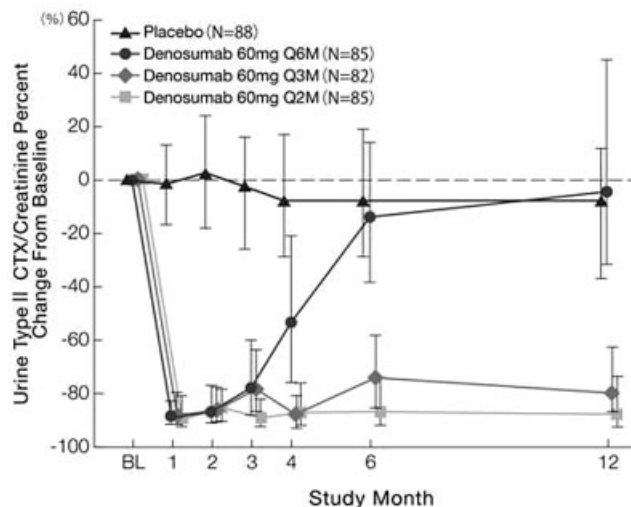 (%)
60
40
20
0
-20
-40
-60
-80
-100
Urine Type II CTX/Creatinine Percent
Change From Baseline
Placebo (N=88)
Denosumab 60mg Q6M (N=85)
Denosumab 60mg Q3M (N=82)
Denosumab 60mg Q2M (N=85)
BL 1 2 3 4 6 12
Study Month